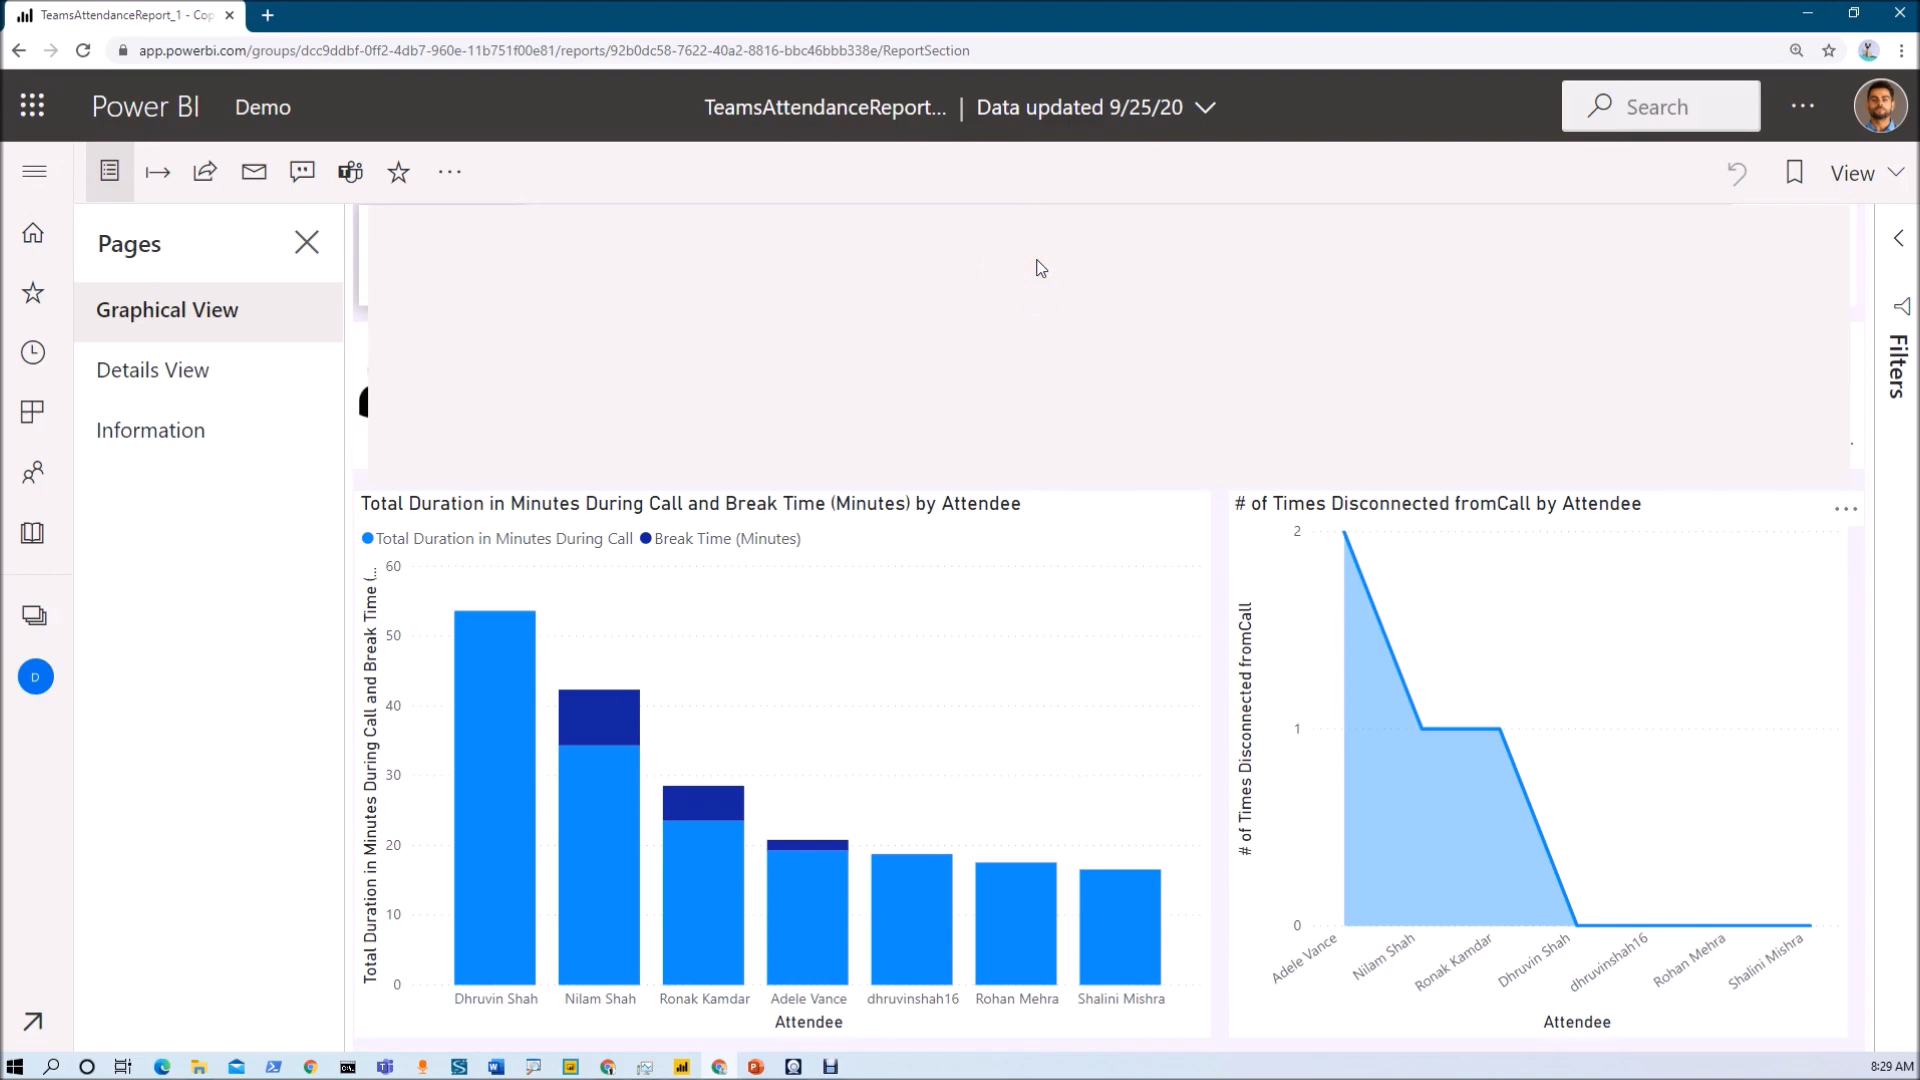 TeamsAttendanceReport_1 - Cop
app.powerbi.com/groups/dcc9ddbf-0ff2-4db7-960e-11b751f00e81/reports/92b0dc58-7622-40a2-8816-bbc46bbb338e/ReportSection
Power BI
Demo
TeamsAttendanceReport... | Data updated 9/25/20
Search
View
Pages
Graphical View
Details View
Information
Filters
D
Total Duration in Minutes During Call and Break Time (Minutes) by Attendee
Total Duration in Minutes During Call
Break Time (Minutes)
Total Duration in Minutes During Call and Break Time (...
60
50
40
30
20
10
0
Dhruvin Shah
Nilam Shah
Ronak Kamdar
Adele Vance
dhruvinshah16
Rohan Mehra
Shalini Mishra
Attendee
# of Times Disconnected fromCall by Attendee
# of Times Disconnected fromCall
2
1
0
Adele Vance
Nilam Shah
Ronak Kamdar
Dhruvin Shah
dhruvinshah16
Rohan Mehra
Shalini Mishra
Attendee
8:29 AM